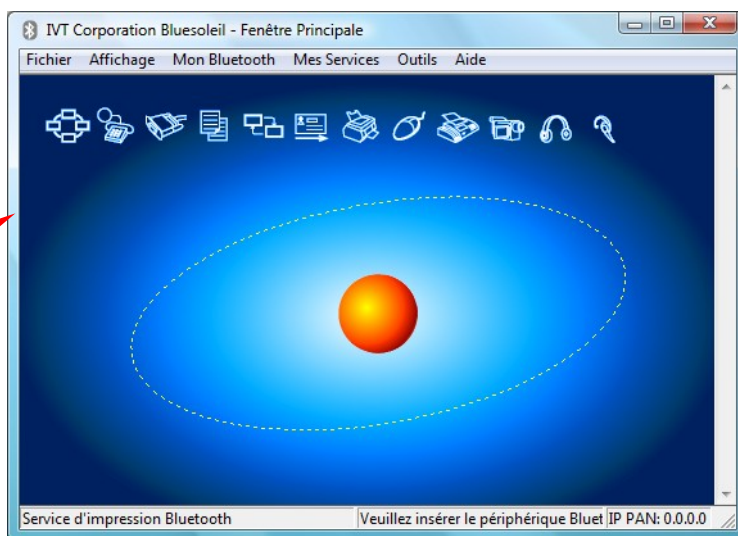 IVT Corporation Bluesoleil - Fenêtre Principale
Fichier Affichage Mon Bluetooth Mes Services Outils Aide
Service d'impression Bluetooth Veuillez insérer le périphérique Bluet IP PAN: 0.0.0.0